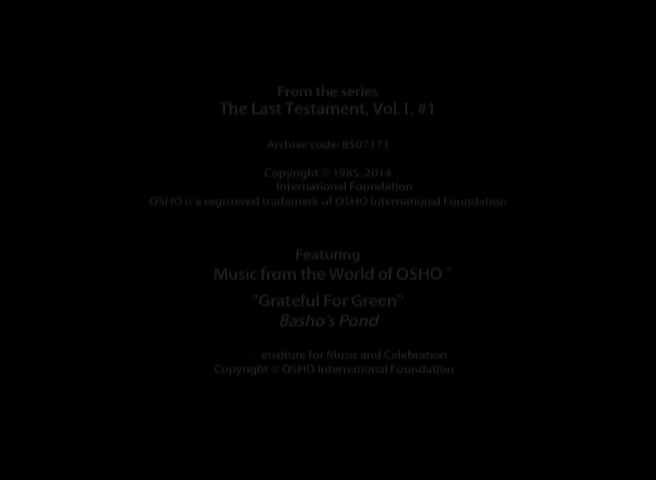 From the series
The Last Testament, Vol. I, #1
Archive code: 8507173
Copyright © 1985, 2014
International Foundation
OSHO is a registered trademark of OSHO International Foundation
Featuring
Music from the World of OSHO™
"Grateful For Green"
Basho's Pond
Institute for Music and Celebration
Copyright © OSHO International Foundation